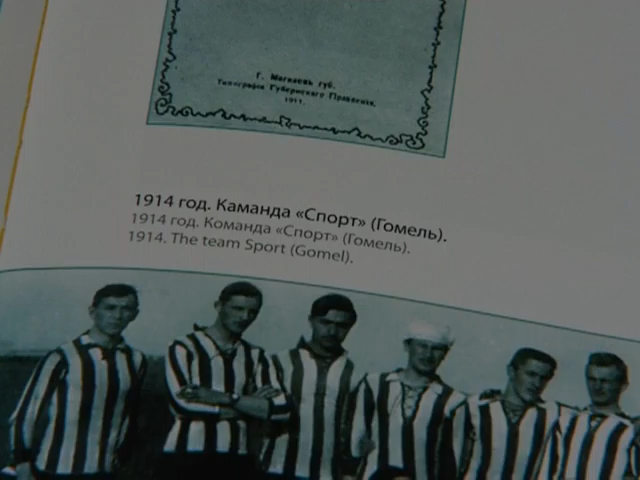 Г. Могилевъ губ.
Типографія Губернскаго Правленія.
1911.
1914 год. Каманда «Спорт» (Гомель).
1914 год. Команда «Спорт» (Гомель).
1914. The team Sport (Gomel).